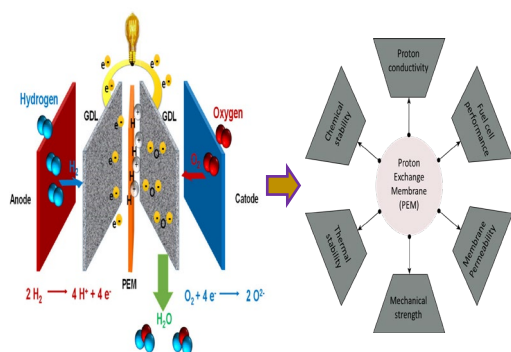 e⁻
e⁻
e⁻
e⁻
e⁻
e⁻
Hydrogen
GDL
GDL
Oxygen
e⁻
e⁻
e⁻
e⁻
H
H
H
H
O
O
O
H₂
O₂
Anode
Catode
PEM
2 H₂ → 4 H⁺ + 4 e⁻
O₂ + 4 e⁻ → 2 O²⁻
H₂O
Proton
conductivity
Chemical
stability
Fuel cell
performance
Proton
Exchange
Membrane
(PEM)
Thermal
stability
Membrane
Permeability
Mechanical
strength